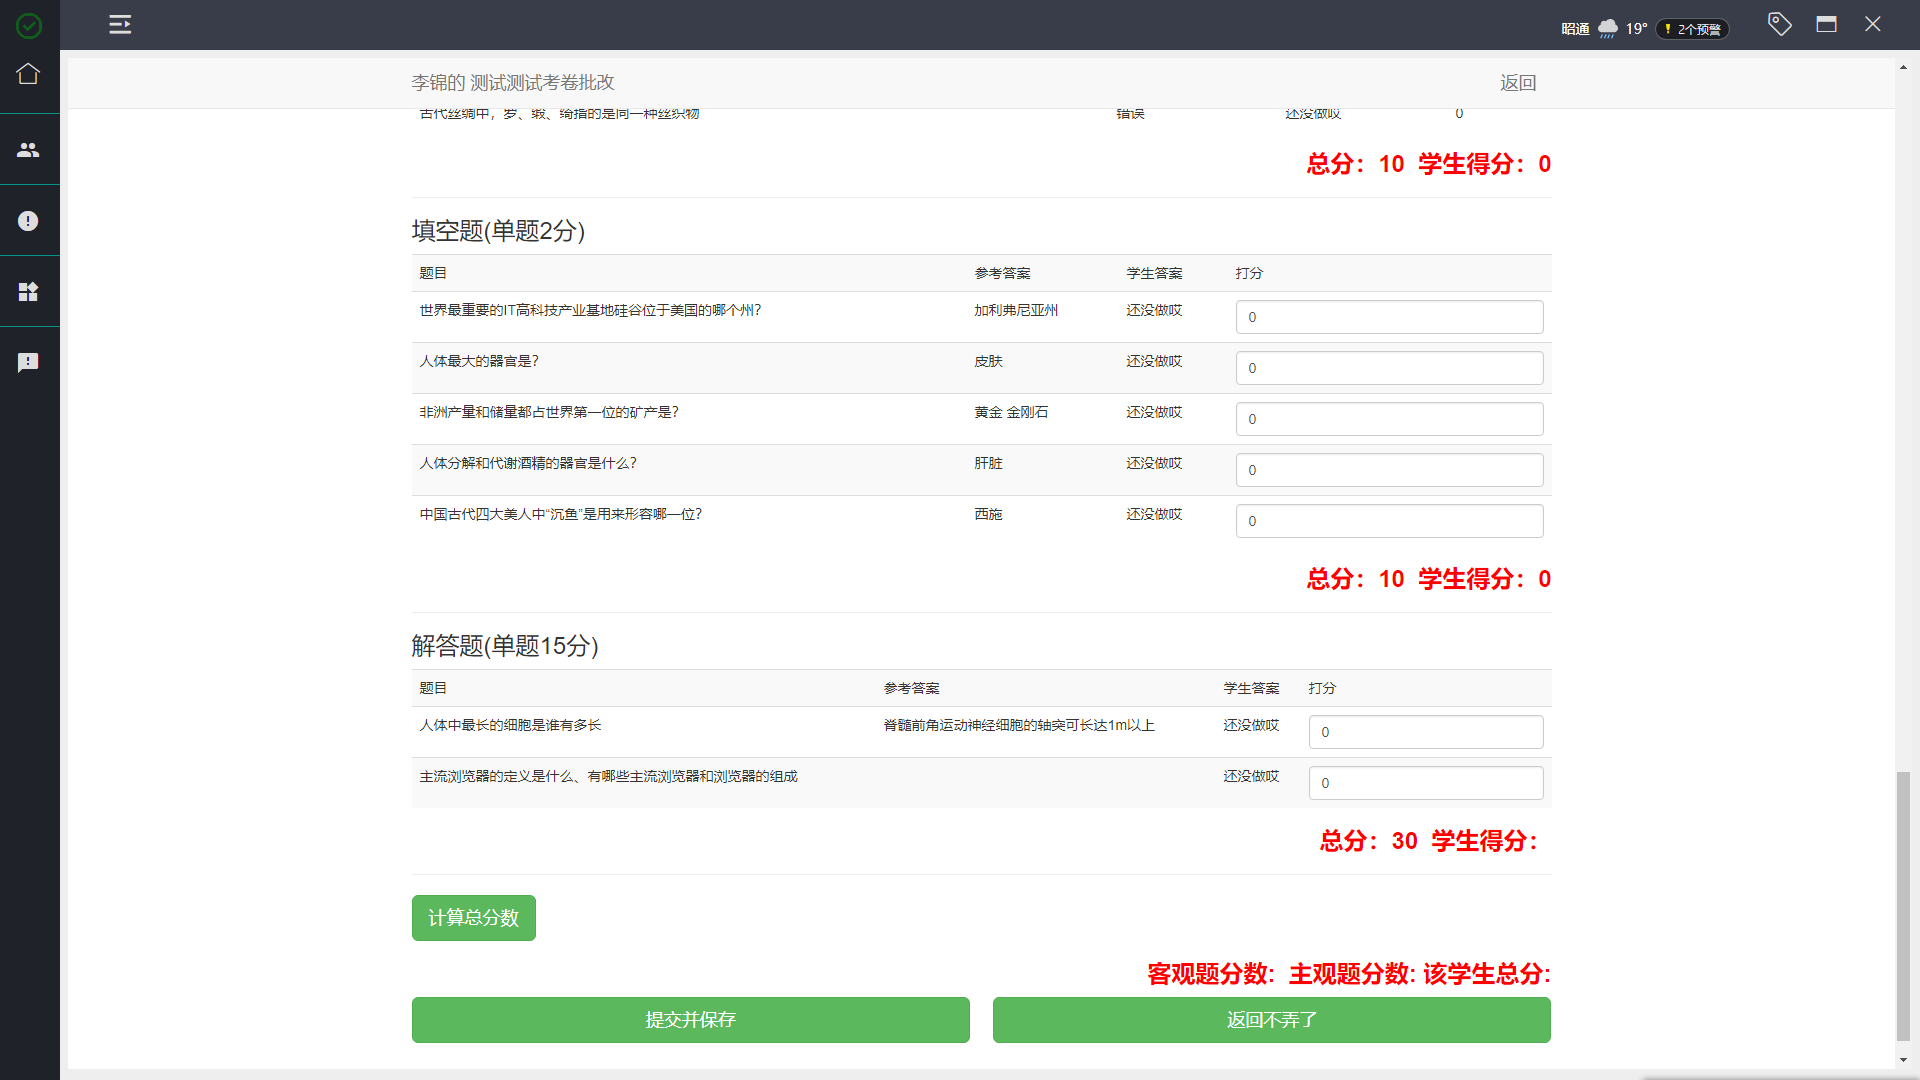 昭通 19° 2个预警
李锦的 测试测试考卷批改 返回
古代丝绸中，罗、缎、绮指的是同一种丝织物 错误 还没做哎 0
总分：10 学生得分：0
填空题(单题2分)
题目 参考答案 学生答案 打分
世界最重要的IT高科技产业基地硅谷位于美国的哪个州? 加利弗尼亚州 还没做哎 0
人体最大的器官是? 皮肤 还没做哎 0
非洲产量和储量都占世界第一位的矿产是? 黄金 金刚石 还没做哎 0
人体分解和代谢酒精的器官是什么? 肝脏 还没做哎 0
中国古代四大美人中“沉鱼”是用来形容哪一位? 西施 还没做哎 0
总分：10 学生得分：0
解答题(单题15分)
题目 参考答案 学生答案 打分
人体中最长的细胞是谁有多长 脊髓前角运动神经细胞的轴突可长达1m以上 还没做哎 0
主流浏览器的定义是什么、有哪些主流浏览器和浏览器的组成 还没做哎 0
总分：30 学生得分：
计算总分数
客观题分数: 主观题分数: 该学生总分:
提交并保存 返回不弄了